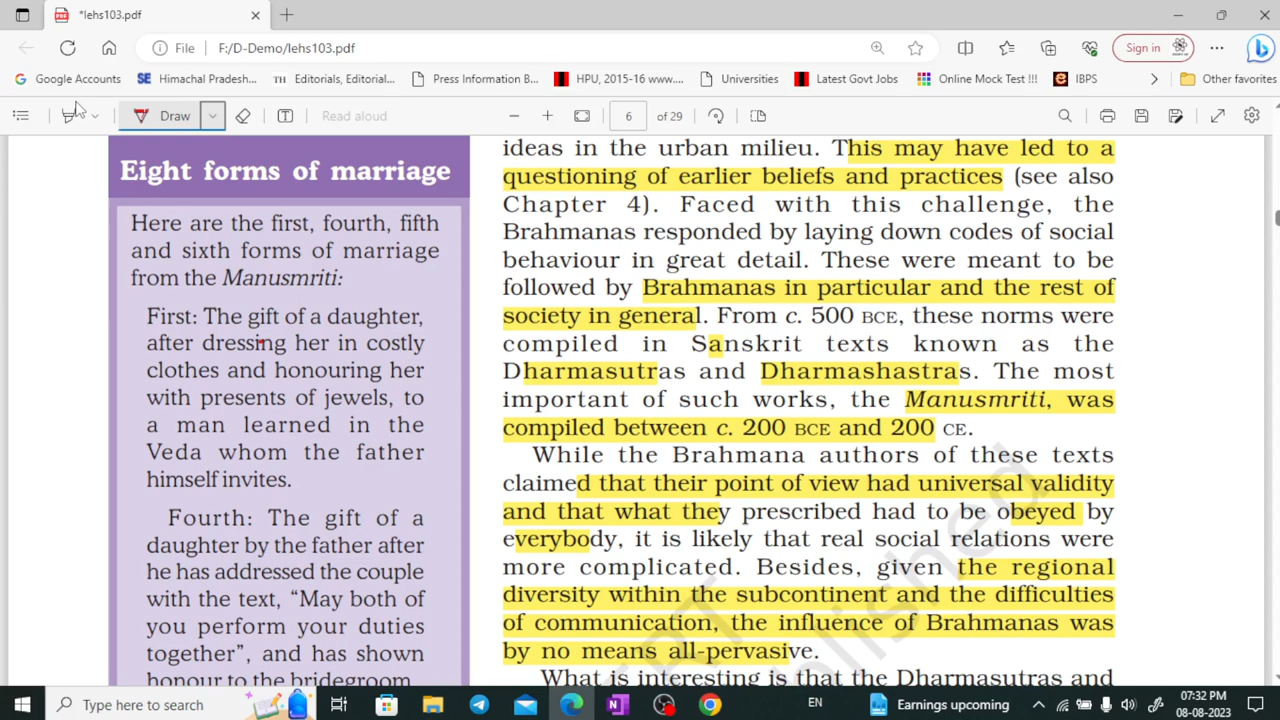 *lehs103.pdf
File F:/D-Demo/lehs103.pdf Sign in
Google Accounts SE Himachal Pradesh... TH Editorials, Editorial... Press Information B... HPU, 2015-16 www.... Universities Latest Govt Jobs Online Mock Test !!! IBPS Other favorites
Draw Read aloud 6 of 29
Eight forms of marriage
Here are the first, fourth, fifth
and sixth forms of marriage
from the Manusmriti:
First: The gift of a daughter,
after dressing her in costly
clothes and honouring her
with presents of jewels, to
a man learned in the
Veda whom the father
himself invites.
Fourth: The gift of a
daughter by the father after
he has addressed the couple
with the text, “May both of
you perform your duties
together”, and has shown
honour to the bridegroom.
ideas in the urban milieu. This may have led to a
questioning of earlier beliefs and practices (see also
Chapter 4). Faced with this challenge, the
Brahmanas responded by laying down codes of social
behaviour in great detail. These were meant to be
followed by Brahmanas in particular and the rest of
society in general. From c. 500 BCE, these norms were
compiled in Sanskrit texts known as the
Dharmasutras and Dharmashastras. The most
important of such works, the Manusmriti, was
compiled between c. 200 BCE and 200 CE.
While the Brahmana authors of these texts
claimed that their point of view had universal validity
and that what they prescribed had to be obeyed by
everybody, it is likely that real social relations were
more complicated. Besides, given the regional
diversity within the subcontinent and the difficulties
of communication, the influence of Brahmanas was
by no means all-pervasive.
What is interesting is that the Dharmasutras and
Type here to search EN Earnings upcoming 07:32 PM
08-08-2023